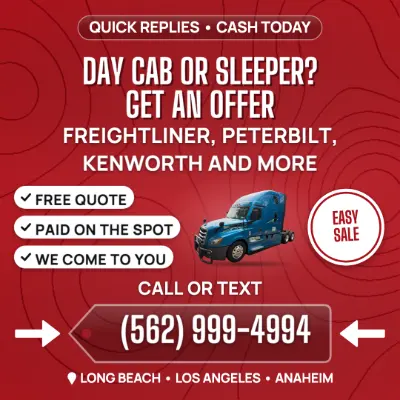 QUICK REPLIES • CASH TODAY
DAY CAB OR SLEEPER?
GET AN OFFER
FREIGHTLINER, PETERBILT,
KENWORTH AND MORE
FREE QUOTE
PAID ON THE SPOT
WE COME TO YOU
EASY
SALE
CALL OR TEXT
(562) 999-4994
LONG BEACH • LOS ANGELES • ANAHEIM